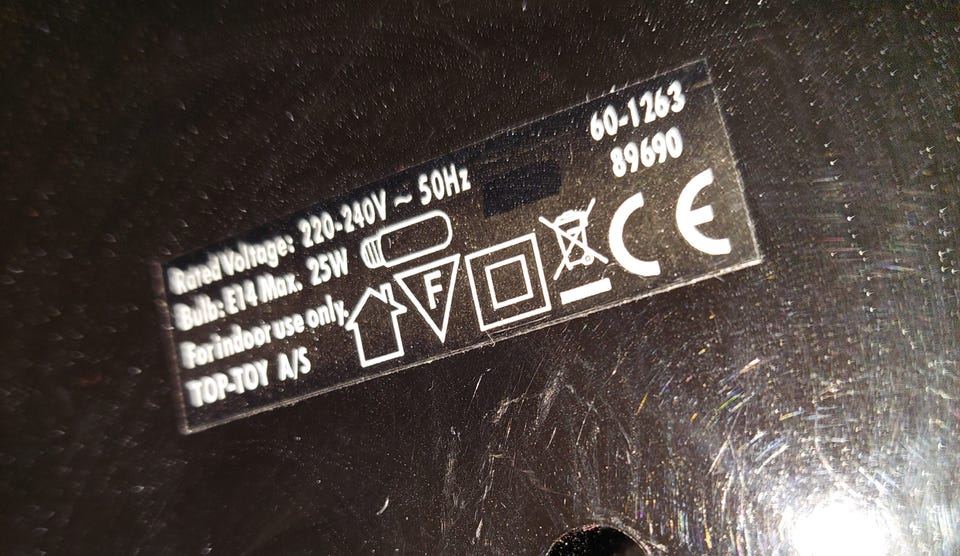 Rated Voltage: 220-240V ~ 50Hz
Bulb: E14 Max. 25W
For indoor use only.
TOP-TOY A/S
F
60-1263
89690
CE